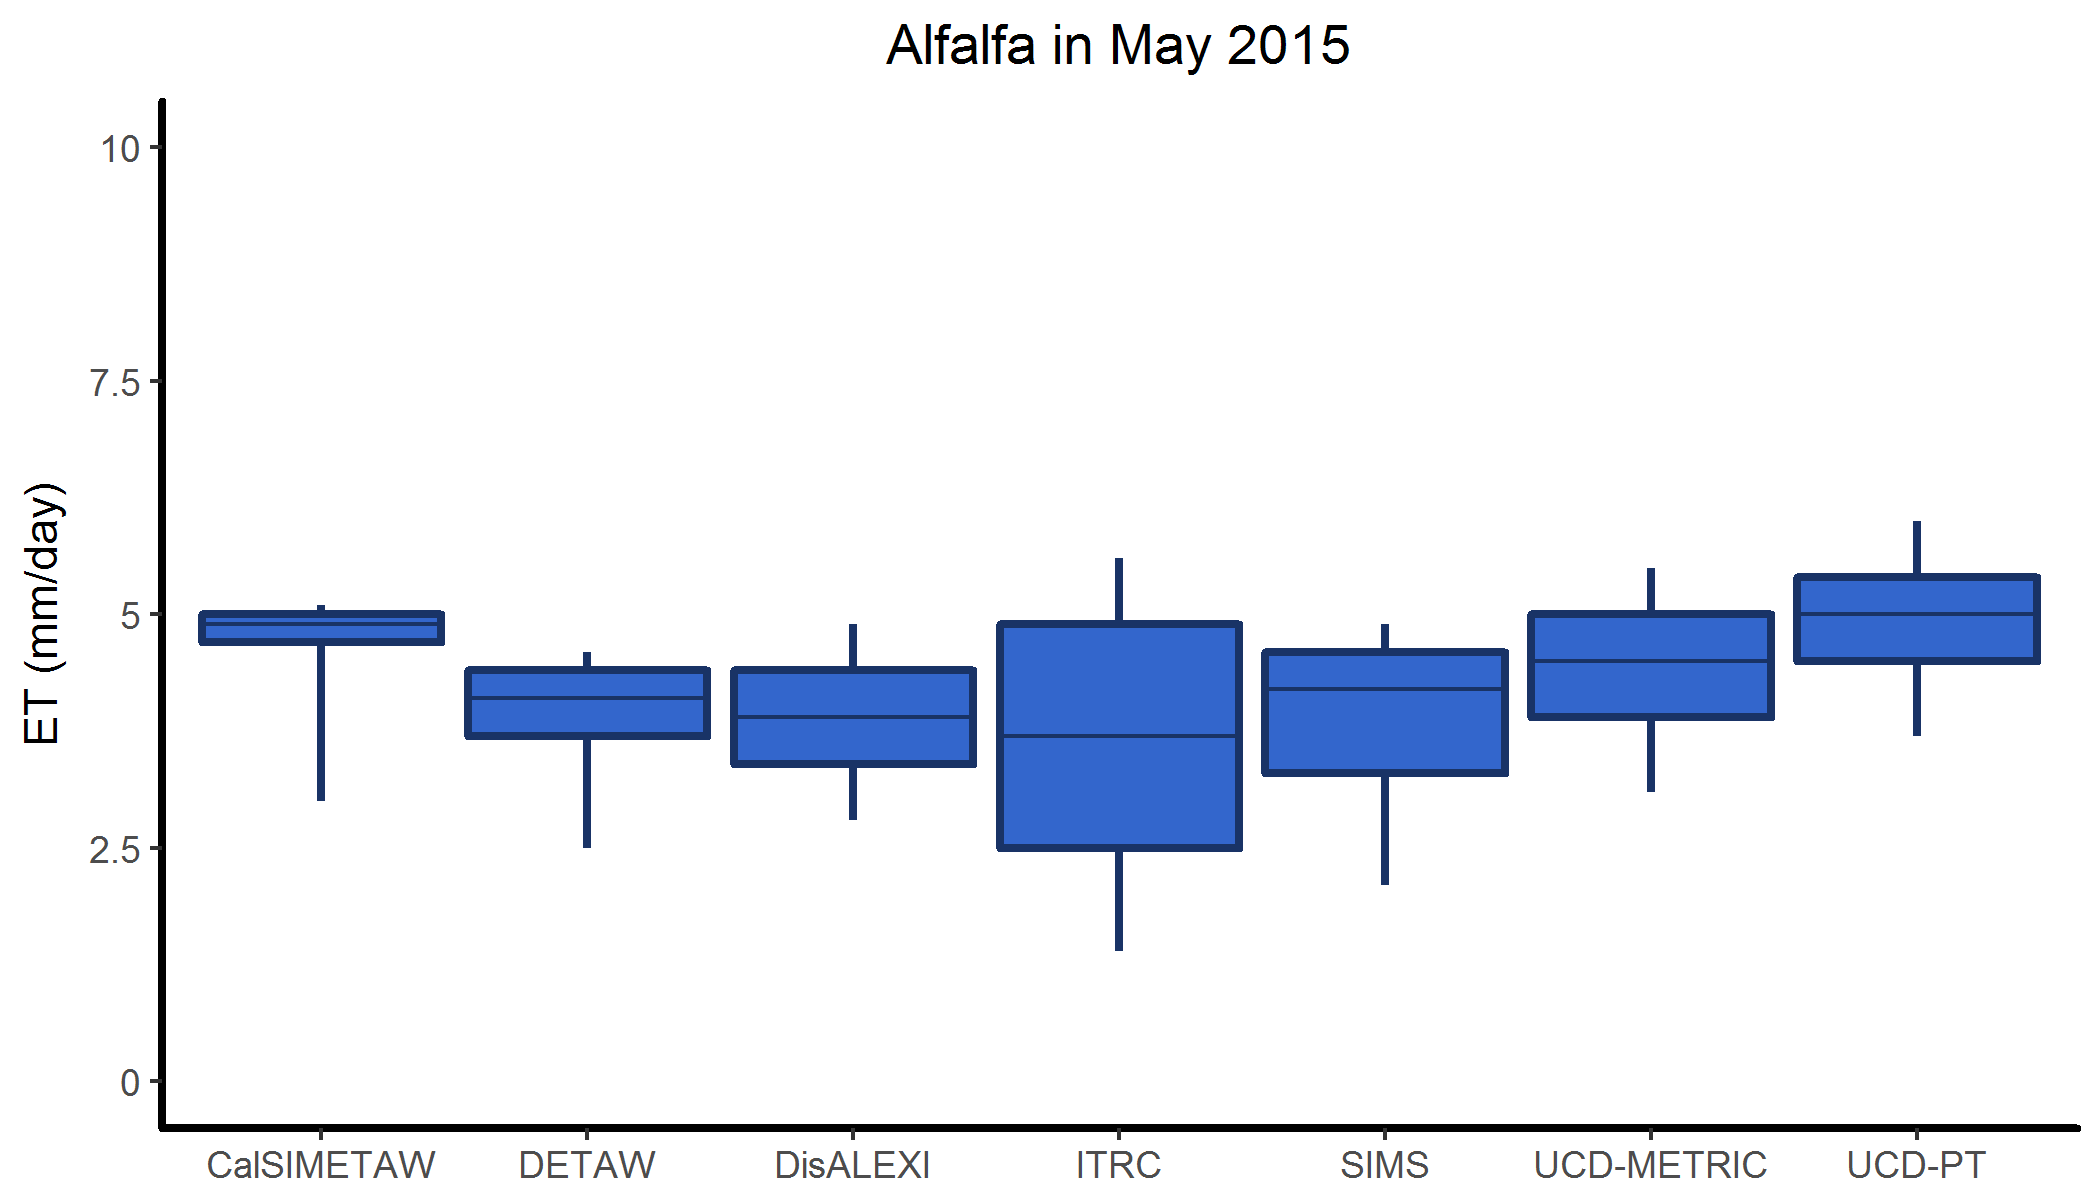 Alfalfa in May 2015
ET (mm/day)
10
7.5
5
2.5
0
CalSIMETAW DETAW DisALEXI ITRC SIMS UCD-METRIC UCD-PT